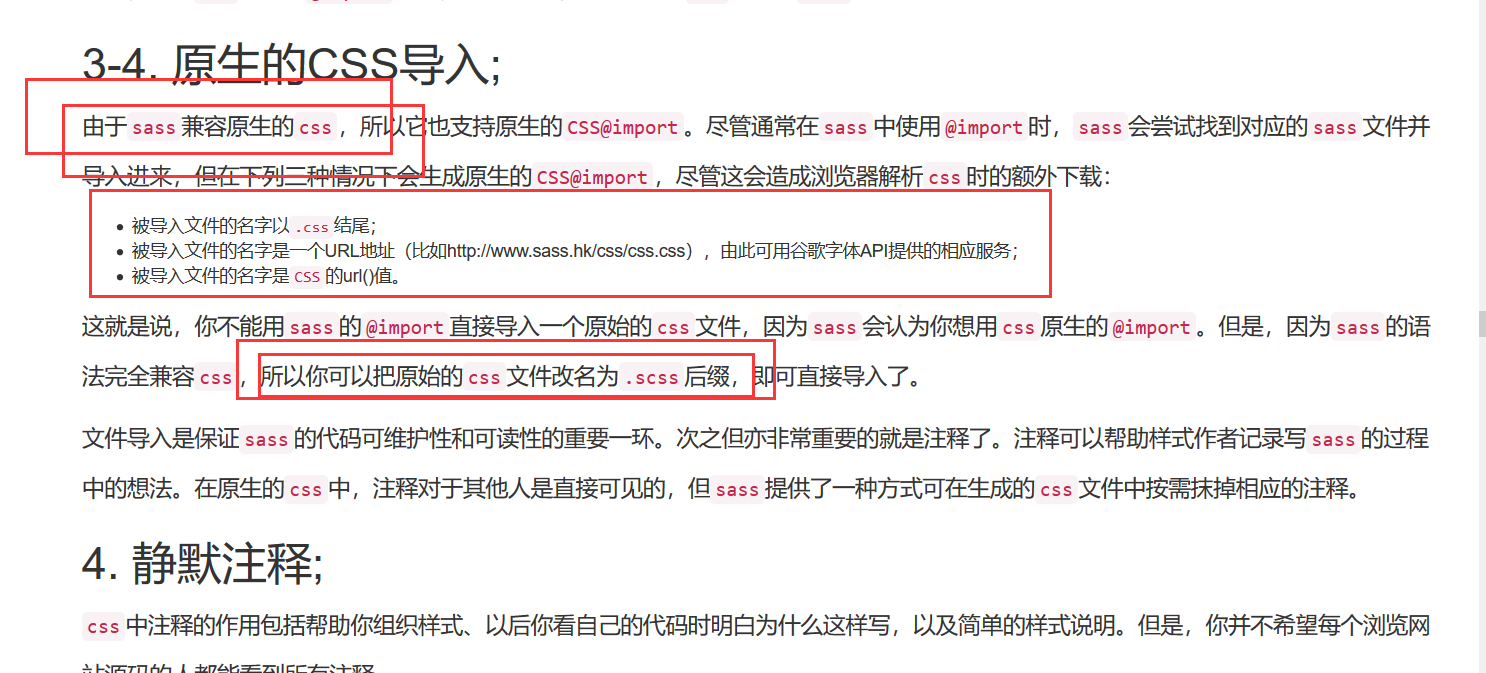 3-4. 原生的CSS导入;
由于sass兼容原生的css，所以它也支持原生的CSS@import。尽管通常在sass中使用@import时，sass会尝试找到对应的sass文件并
导入进来，但在下列三种情况下会生成原生的CSS@import，尽管这会造成浏览器解析css时的额外下载：
• 被导入文件的名字以.css结尾；
• 被导入文件的名字是一个URL地址（比如http://www.sass.hk/css/css.css），由此可用谷歌字体API提供的相应服务；
• 被导入文件的名字是CSS的url()值。
这就是说，你不能用sass的@import直接导入一个原始的css文件，因为sass会认为你想用css原生的@import。但是，因为sass的语
法完全兼容css，所以你可以把原始的css文件改名为.scss后缀，即可直接导入了。
文件导入是保证sass的代码可维护性和可读性的重要一环。次之但亦非常重要的就是注释了。注释可以帮助样式作者记录写sass的过程
中的想法。在原生的css中，注释对于其他人是直接可见的，但sass提供了一种方式可在生成的css文件中按需抹掉相应的注释。
4. 静默注释;
css中注释的作用包括帮助你组织样式、以后你看自己的代码时明白为什么这样写，以及简单的样式说明。但是，你并不希望每个浏览网
站源码的人都能看到所有注释。